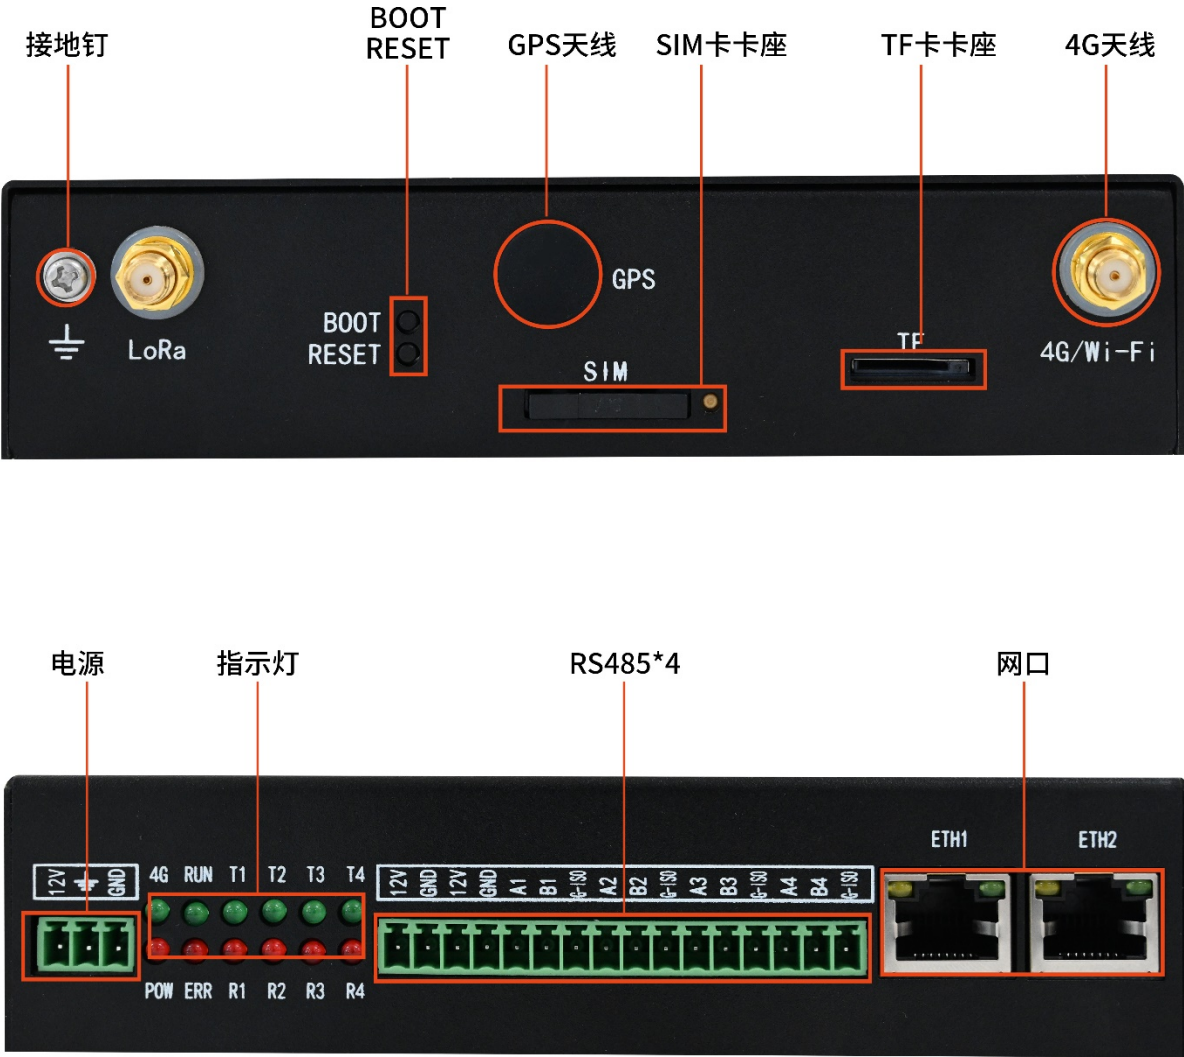 接地钉
BOOT
RESET
GPS天线
SIM卡卡座
TF卡卡座
4G天线
GPS
BOOT
RESET
LoRa
SIM
TF
4G/Wi-Fi
电源
指示灯
RS485*4
网口
ETH1
ETH2
12V
GND
4G RUN T1 T2 T3 T4
12V GND 12V GND A1 B1 G-ISO A2 B2 G-ISO A3 B3 G-ISO A4 B4 G-ISO
POW ERR R1 R2 R3 R4